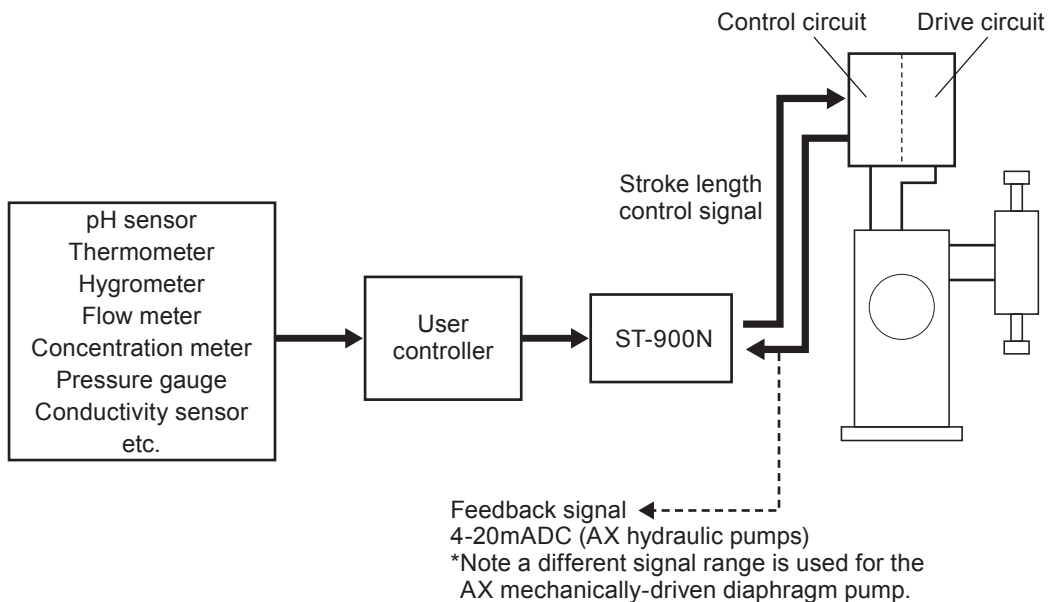 Control circuit
Drive circuit
Stroke length
control signal
pH sensor
Thermometer
Hygrometer
Flow meter
Concentration meter
Pressure gauge
Conductivity sensor
etc.
User
controller
ST-900N
Feedback signal
4-20mADC (AX hydraulic pumps)
*Note a different signal range is used for the
AX mechanically-driven diaphragm pump.